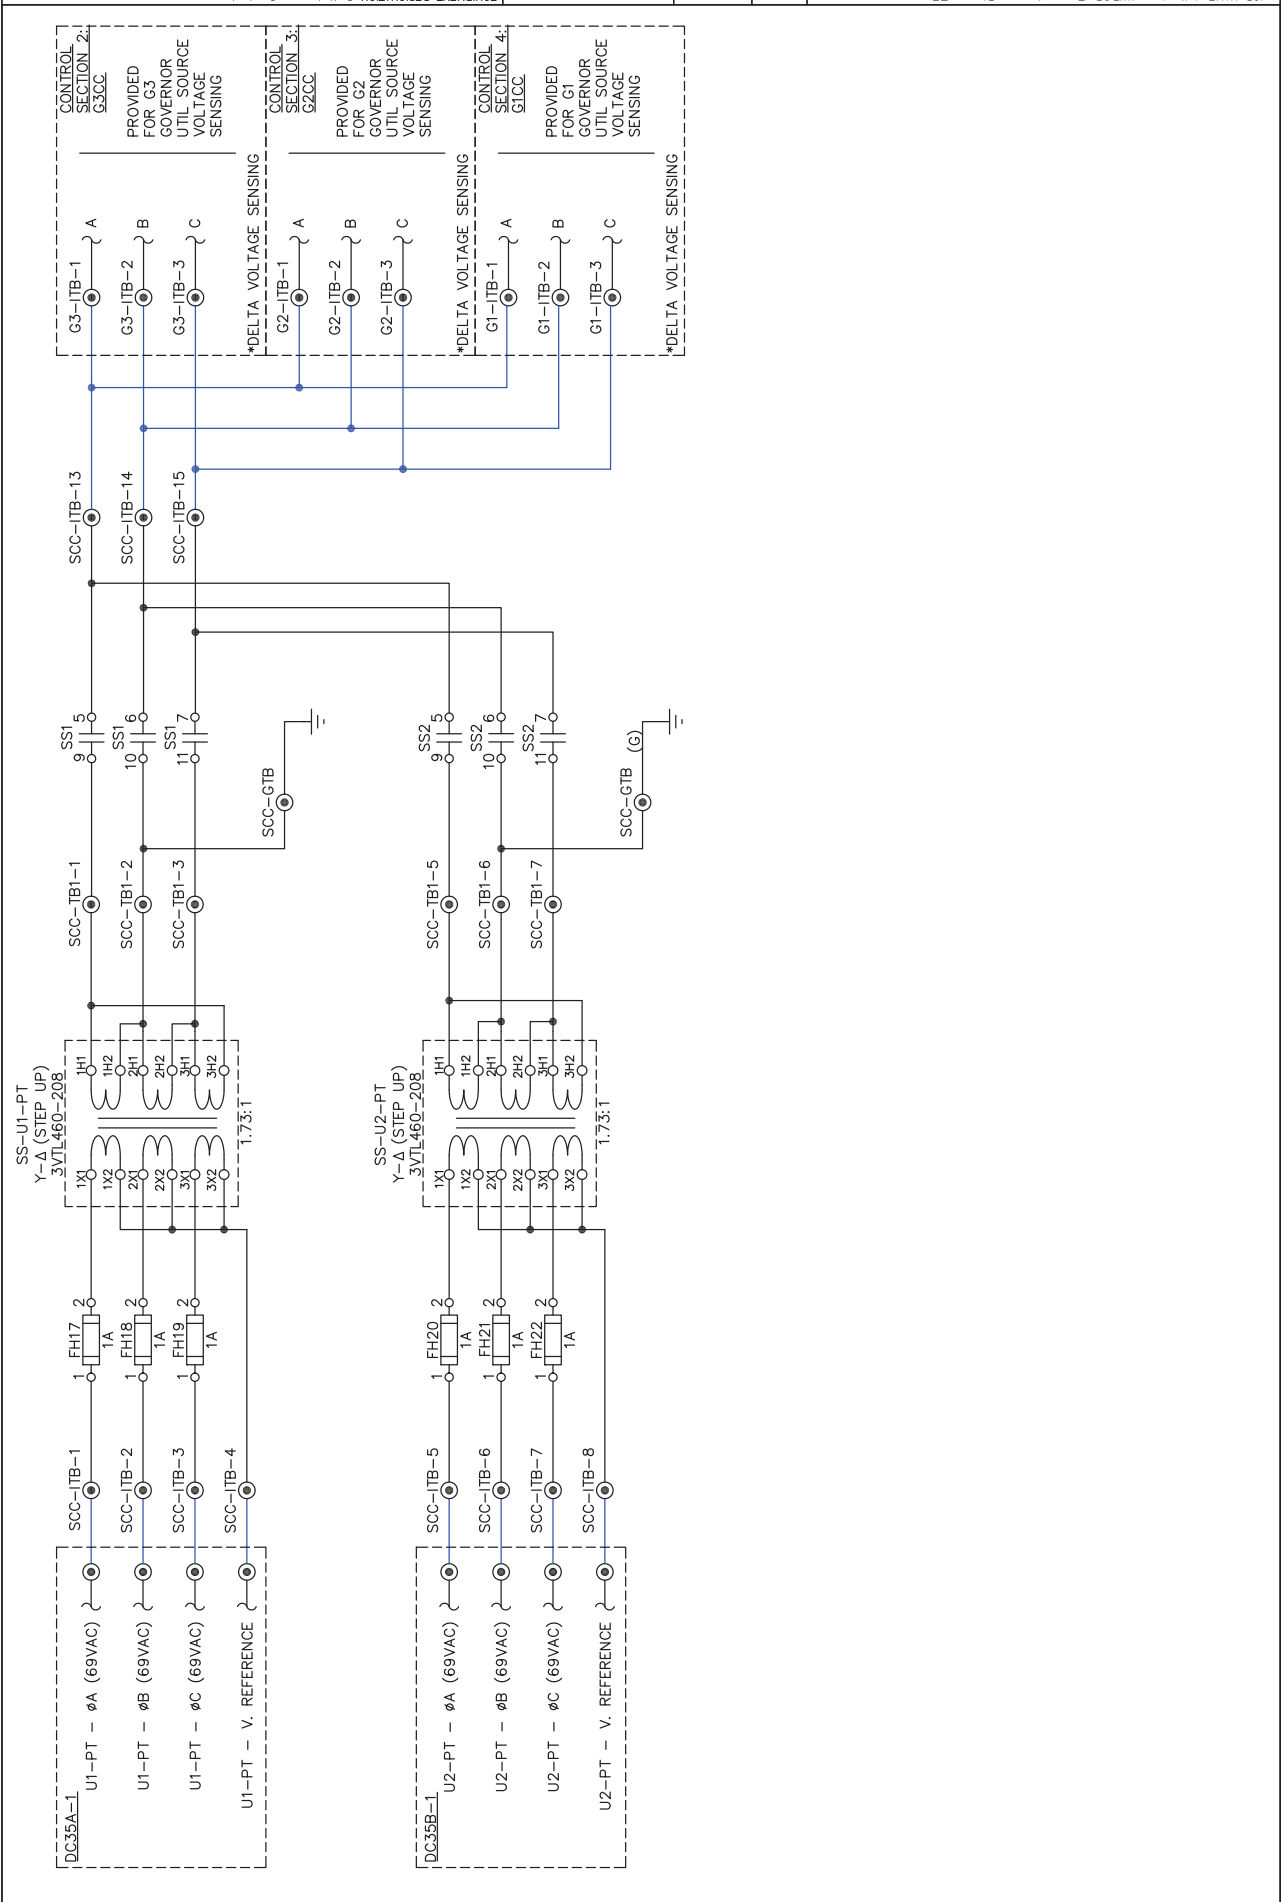 DC35A-1
U1-PT - øA (69VAC)
U1-PT - øB (69VAC)
U1-PT - øC (69VAC)
U1-PT - V. REFERENCE
SCC-ITB-1
SCC-ITB-2
SCC-ITB-3
SCC-ITB-4
1 FH17 2
1A
1 FH18 2
1A
1 FH19 2
1A
SS-U1-PT
Y-Δ (STEP UP)
3VTL460-208
1X1
1X2
2X1
2X2
3X1
3X2
1H1
1H2
2H1
2H2
3H1
3H2
1.73:1
SCC-TB1-1
SCC-TB1-2
SCC-TB1-3
SCC-GTB
9 SS1 5
10 SS1 6
11 SS1 7
SCC-ITB-13
SCC-ITB-14
SCC-ITB-15
G3-ITB-1 A
G3-ITB-2 B
G3-ITB-3 C
*DELTA VOLTAGE SENSING
CONTROL
SECTION 2:
G3CC
PROVIDED
FOR G3
GOVERNOR
UTIL SOURCE
VOLTAGE
SENSING
G2-ITB-1 A
G2-ITB-2 B
G2-ITB-3 C
*DELTA VOLTAGE SENSING
CONTROL
SECTION 3:
G2CC
PROVIDED
FOR G2
GOVERNOR
UTIL SOURCE
VOLTAGE
SENSING
G1-ITB-1 A
G1-ITB-2 B
G1-ITB-3 C
*DELTA VOLTAGE SENSING
CONTROL
SECTION 4:
G1CC
PROVIDED
FOR G1
GOVERNOR
UTIL SOURCE
VOLTAGE
SENSING
DC35B-1
U2-PT - øA (69VAC)
U2-PT - øB (69VAC)
U2-PT - øC (69VAC)
U2-PT - V. REFERENCE
SCC-ITB-5
SCC-ITB-6
SCC-ITB-7
SCC-ITB-8
1 FH20 2
1A
1 FH21 2
1A
1 FH22 2
1A
SS-U2-PT
Y-Δ (STEP UP)
3VTL460-208
1X1
1X2
2X1
2X2
3X1
3X2
1H1
1H2
2H1
2H2
3H1
3H2
1.73:1
SCC-TB1-5
SCC-TB1-6
SCC-TB1-7
SCC-GTB (G)
9 SS2 5
10 SS2 6
11 SS2 7